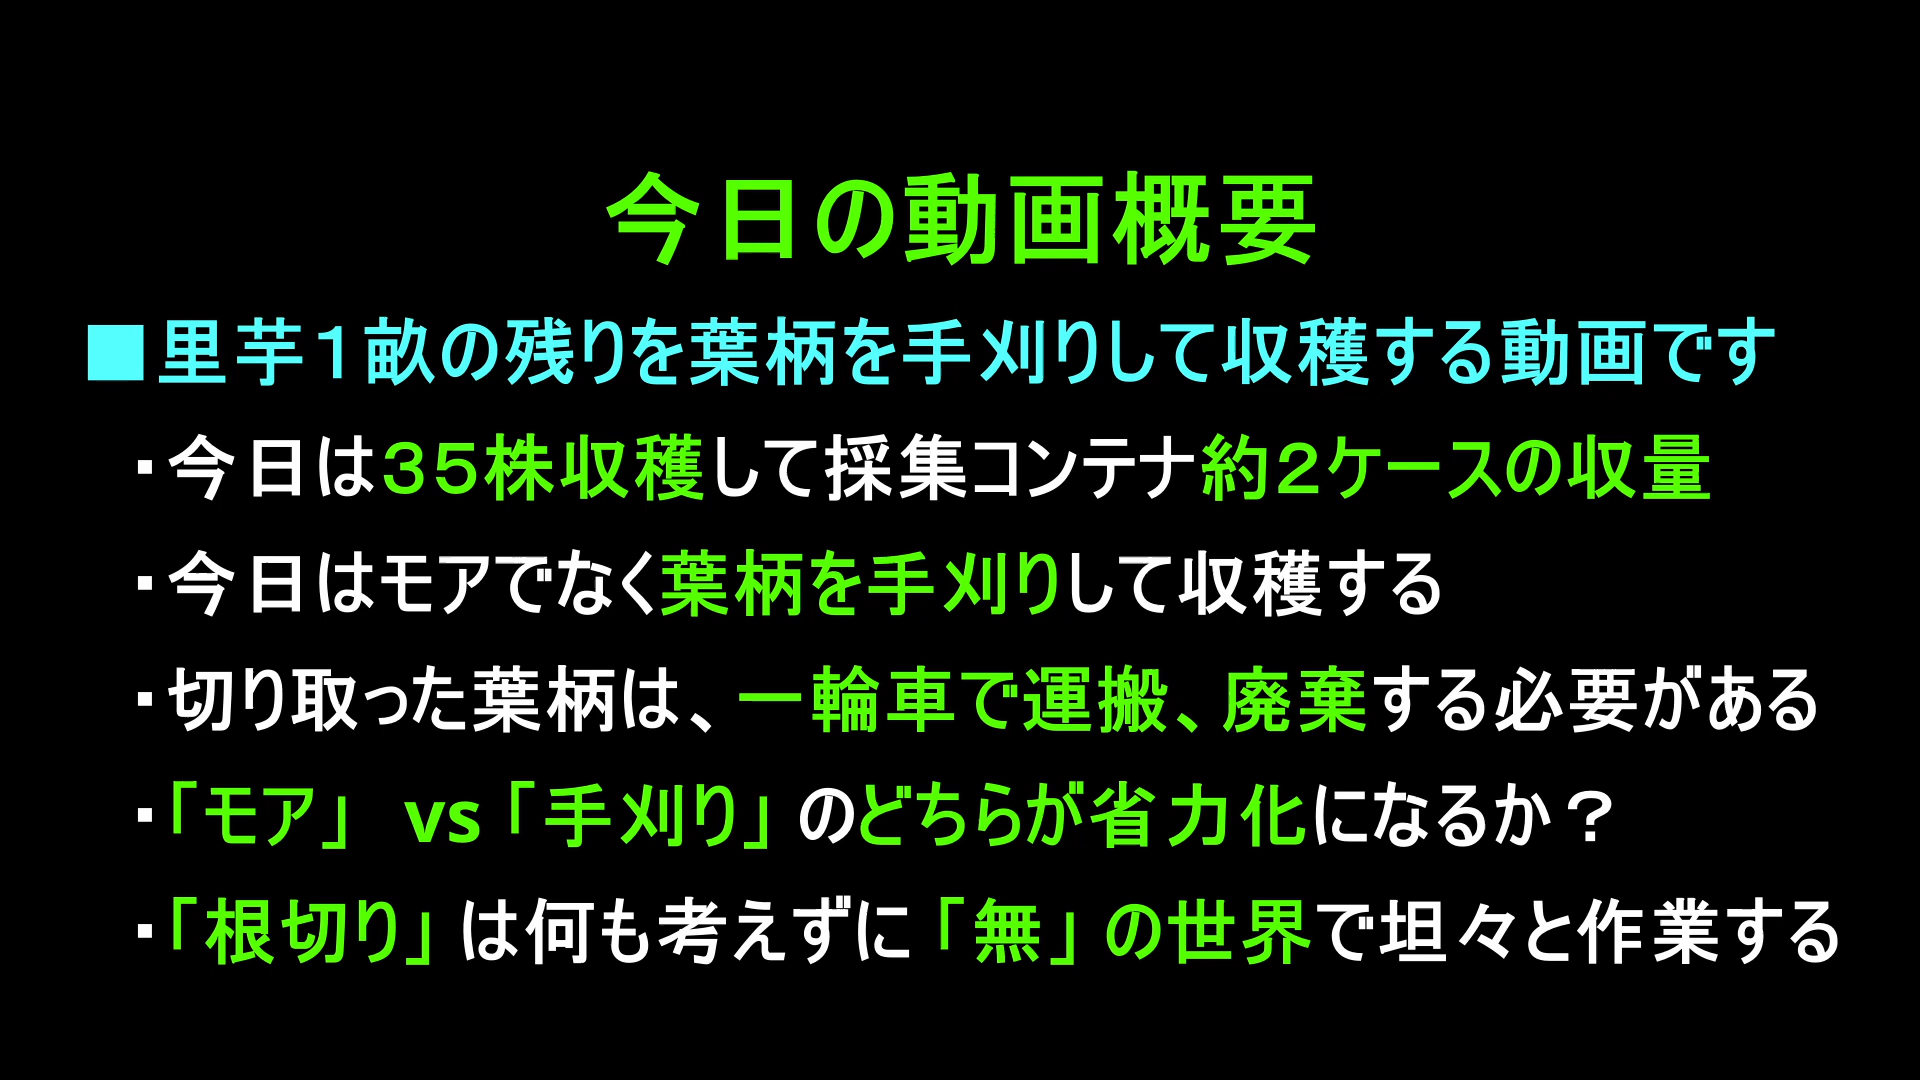 今日の動画概要
■里芋１畝の残りを葉柄を手刈りして収穫する動画です
・今日は３５株収穫して採集コンテナ約２ケースの収量
・今日はモアでなく葉柄を手刈りして収穫する
・切り取った葉柄は、一輪車で運搬、廃棄する必要がある
・「モア」　vs「手刈り」のどちらが省力化になるか？
・「根切り」は何も考えずに「無」の世界で坦々と作業する